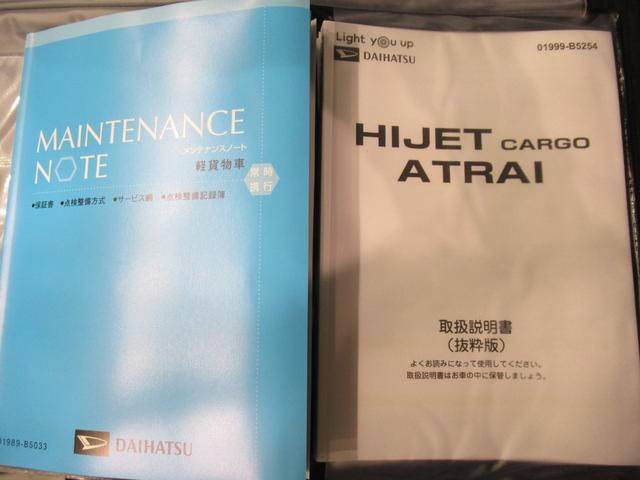 MAINTENANCE
メンテナンスノート
NOTE
軽貨物車
常時
携行
●保証書 ●点検整備方式 ●サービス網 ●点検整備記録簿
01989-B5033
DAIHATSU
Light you up
DAIHATSU
01999-B5254
HIJET CARGO
ATRAI
取扱説明書
（抜粋版）
よくお読みになって使用してください。
取扱説明書はお車の中に保管しましょう。